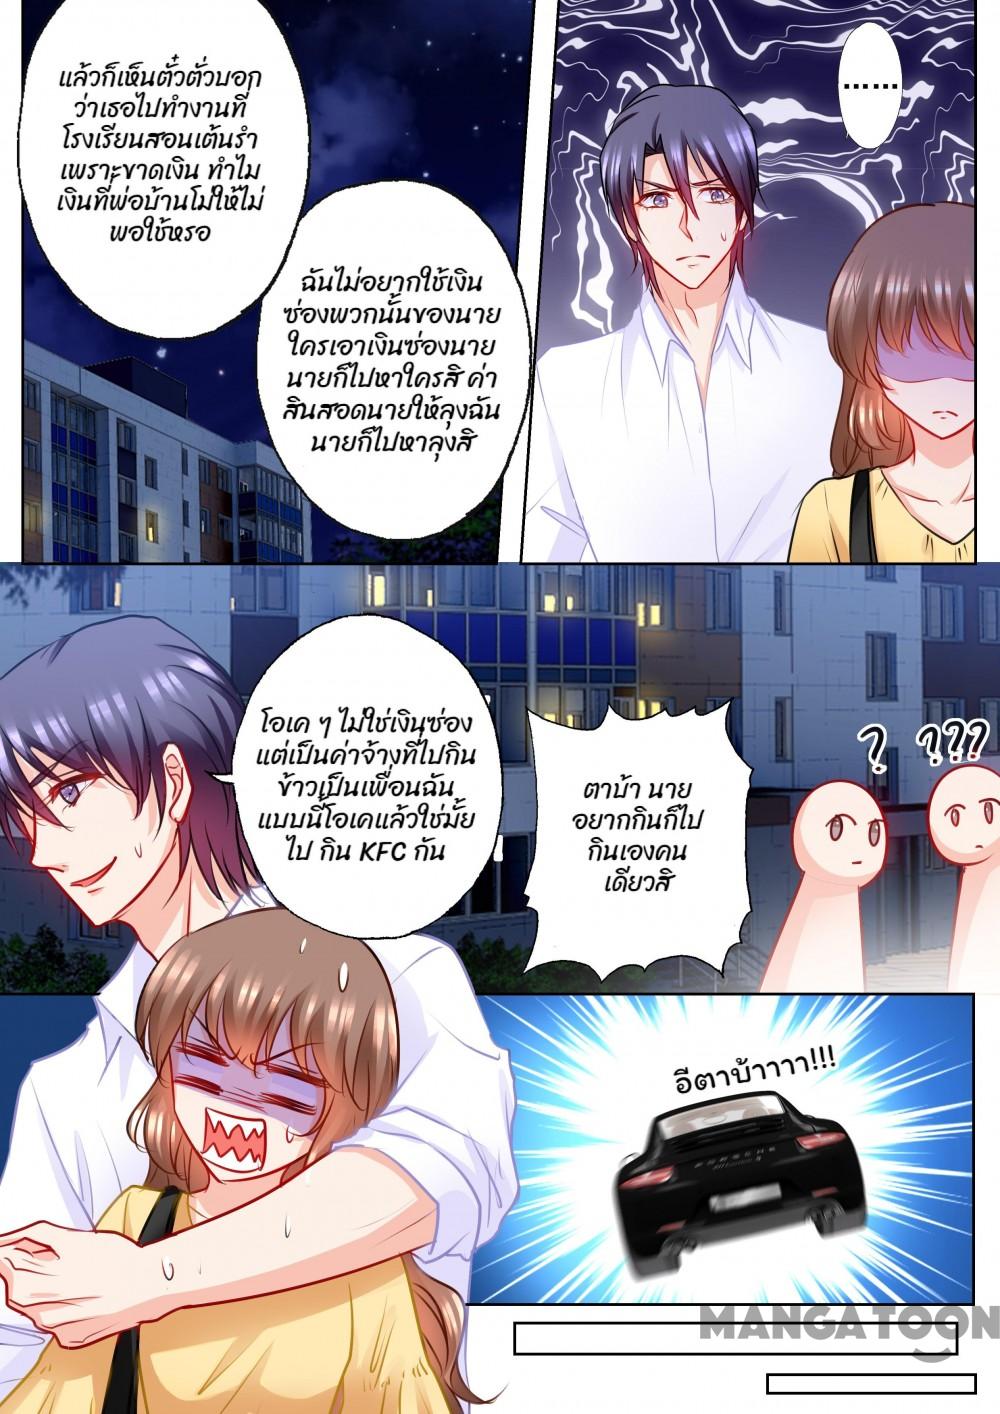 แล้วก็เห็นตั๋วตั่วบอก
ว่าเธอไปทำงานที่
โรงเรียนสอนเต้นรำ
เพราะขาดเงิน ทำไม
เงินที่พ่อบ้านโม่ให้ไม่
พอใช้หรอ
ฉันไม่อยากใช้เงิน
ซ่องพวกนั้นของนาย
ใครเอาเงินซ่องนาย
นายก็ไปหาใครสิ ค่า
สินสอดนายให้ลุงฉัน
นายก็ไปหาลุงสิ
.......
โอเค ๆ ไม่ใช่เงินซ่อง
แต่เป็นค่าจ้างที่ไปกิน
ข้าวเป็นเพื่อนฉัน
แบบนี้โอเคแล้วใช่มั้ย
ไป กิน KFC กัน
ตาบ้า นาย
อยากกินก็ไป
กินเองคน
เดียวสิ
? ???
อีตาบ้าาาา!!!
PORSCHE
MANGATOON